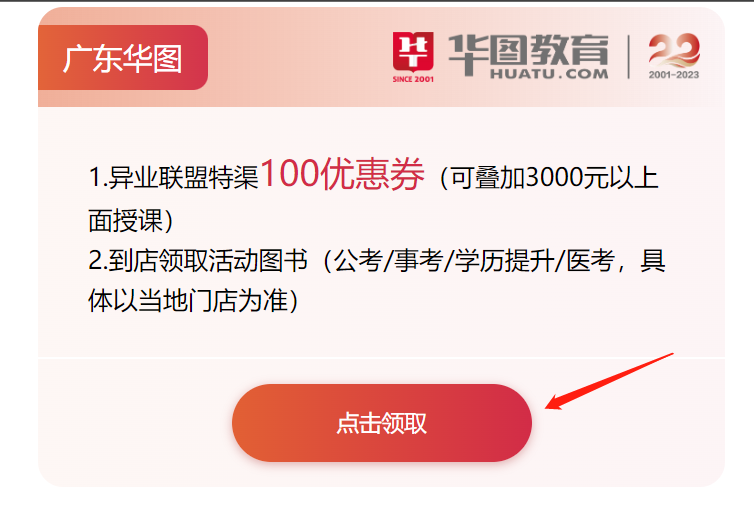 广东华图
华图
SINCE 2001
华图教育
HUATU.COM
22
2001-2023
1.异业联盟特渠100优惠券（可叠加3000元以上
面授课）
2.到店领取活动图书（公考/事考/学历提升/医考，具
体以当地门店为准）
点击领取